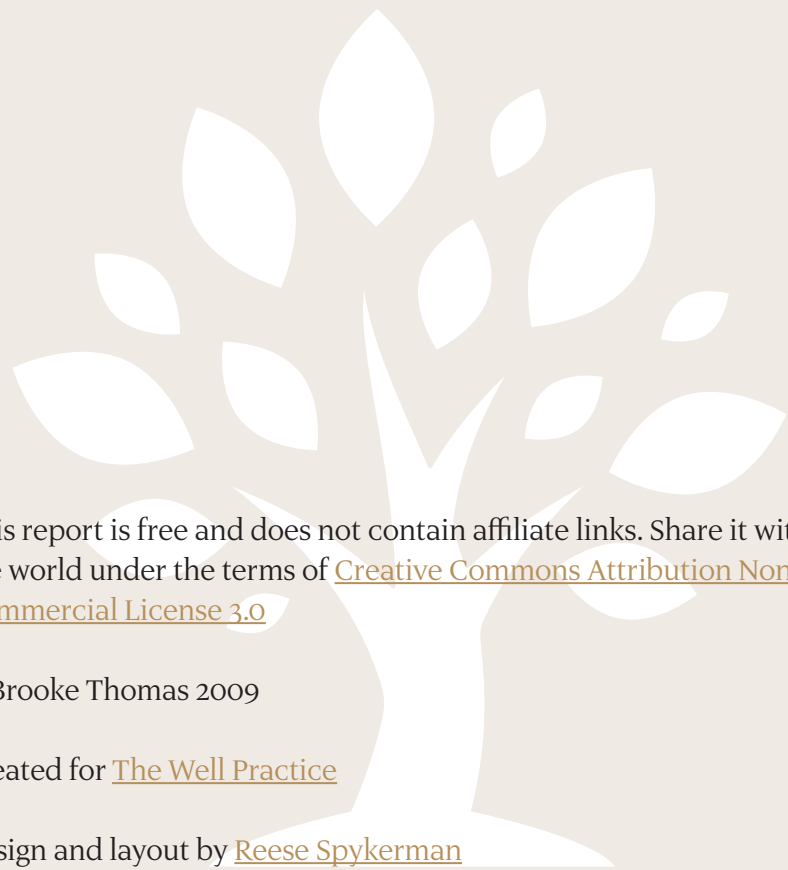 is report is free and does not contain affiliate links. Share it wit
e world under the terms of Creative Commons Attribution Non
mmercial License 3.0
Brooke Thomas 2009
eated for The Well Practice
sign and layout by Reese Spykerman